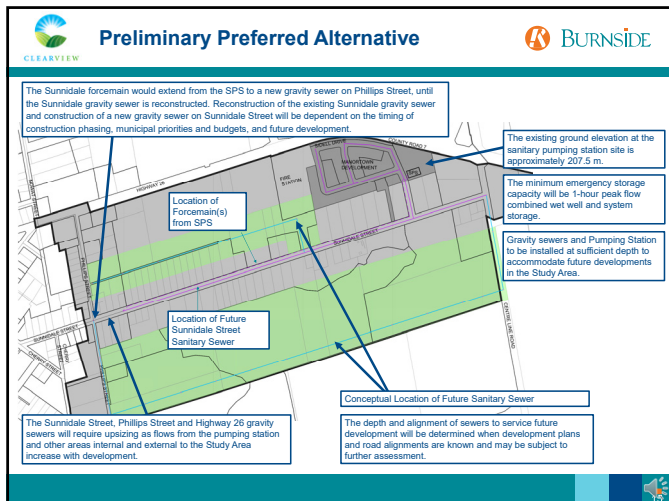 CLEARVIEW
Preliminary Preferred Alternative
BURNSIDE
The Sunnidale forcemain would extend from the SPS to a new gravity sewer on Phillips Street, until
the Sunnidale gravity sewer is reconstructed. Reconstruction of the existing Sunnidale gravity sewer
and construction of a new gravity sewer on Sunnidale Street will be dependent on the timing of
construction phasing, municipal priorities and budgets, and future development.
The existing ground elevation at the
sanitary pumping station site is
approximately 207.5 m.
The minimum emergency storage
capacity will be 1-hour peak flow
combined wet well and system
storage.
Gravity sewers and Pumping Station
to be installed at sufficient depth to
accommodate future developments
in the Study Area.
COUNTY ROAD 7
MANORTOWN
DEVELOPMENT
SPS
HIGHWAY 26
FIRE
STATION
Location of
Forcemain(s)
from SPS
SUNNIDALE STREET
PHILLIPS STREET
Location of Future
Sunnidale Street
Sanitary Sewer
SUNNIDALE STREET
CHERRY
STREET
CHERRY STREET
PHILLIPS STREET
CENTRE LINE ROAD
Conceptual Location of Future Sanitary Sewer
The Sunnidale Street, Phillips Street and Highway 26 gravity
sewers will require upsizing as flows from the pumping station
and other areas internal and external to the Study Area
increase with development.
The depth and alignment of sewers to service future
development will be determined when development plans
and road alignments are known and may be subject to
further assessment.